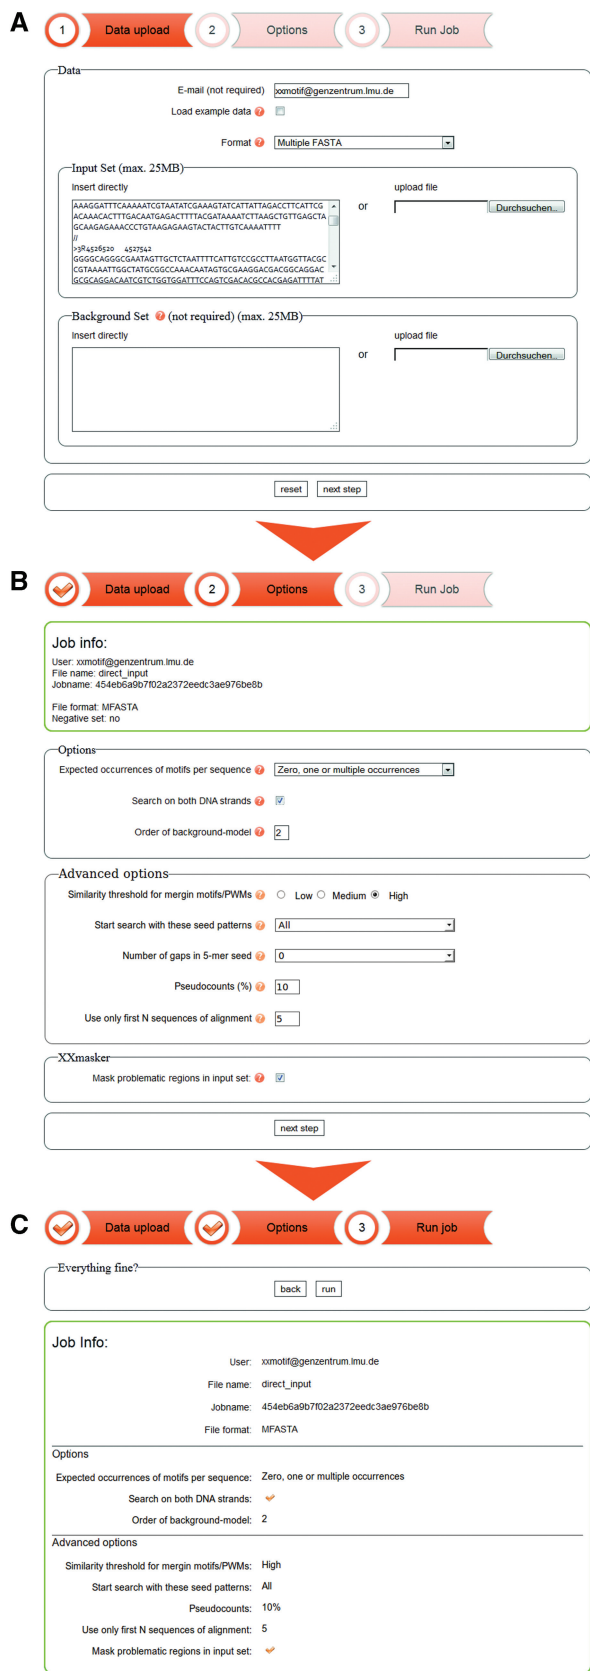 A
1 Data upload 2 Options 3 Run Job
Data
E-mail (not required) xxmotif@genzentrum.lmu.de
Load example data ?
Format ? Multiple FASTA
Input Set (max. 25MB)
Insert directly upload file
AAAGGATTTCAAAAATCGTAATATCGAAAGTATCATTATTAGACCTTCATTCG
ACAAACACTTTGACAATGAGACTTTTACGATAAAATCTTAAGCTGTTGAGCTA
GCAAGAGAAACCCTGTAAGAGAAGTACTACTTGTCAAAATTTT
//
>3R4526520 4527542
GGGGCAGGGCGAATAGTTGCTCTAATTTTCATTGTCCGCCTTAATGGTTACGC
CGTAAAATTGGCTATGCGGCCAAACAATAGTGCGAAGGACGACGGCAGGAC
GCGCAGGACAATCGTCTGGTGGATTTCCAGTCGACACGCCACGAGATTTTAT
or Durchsuchen...
Background Set ? (not required) (max. 25MB)
Insert directly upload file
or Durchsuchen...
reset next step
B
Data upload 2 Options 3 Run Job
Job info:
User: xxmotif@genzentrum.lmu.de
File name: direct_input
Jobname: 454eb6a9b7f02a2372eedc3ae976be8b
File format: MFASTA
Negative set: no
Options
Expected occurrences of motifs per sequence ? Zero, one or multiple occurrences
Search on both DNA strands ?
Order of background-model ? 2
Advanced options
Similarity threshold for mergin motifs/PWMs ? Low Medium High
Start search with these seed patterns ? All
Number of gaps in 5-mer seed ? 0
Pseudocounts (%) ? 10
Use only first N sequences of alignment ? 5
XXmasker
Mask problematic regions in input set: ?
next step
C
Data upload Options 3 Run job
Everything fine?
back run
Job Info:
User: xxmotif@genzentrum.lmu.de
File name: direct_input
Jobname: 454eb6a9b7f02a2372eedc3ae976be8b
File format: MFASTA
Options
Expected occurrences of motifs per sequence: Zero, one or multiple occurrences
Search on both DNA strands:
Order of background-model: 2
Advanced options
Similarity threshold for mergin motifs/PWMs: High
Start search with these seed patterns: All
Pseudocounts: 10%
Use only first N sequences of alignment: 5
Mask problematic regions in input set: